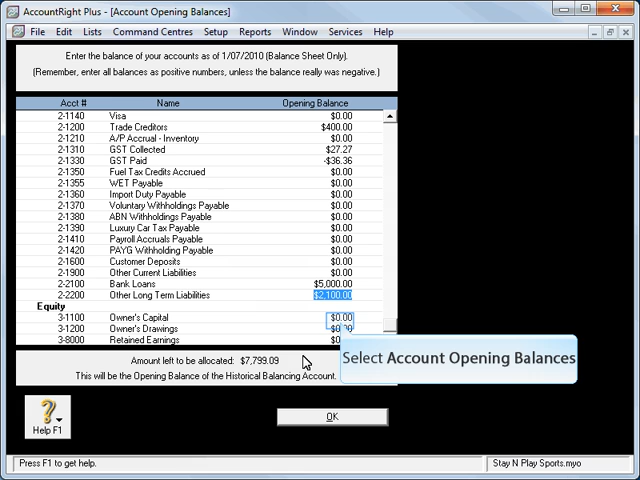 AccountRight Plus - [Account Opening Balances]
File Edit Lists Command Centres Setup Reports Window Services Help
Enter the balance of your accounts as of 1/07/2010 (Balance Sheet Only).
(Remember, enter all balances as positive numbers, unless the balance really was negative.)
Acct # Name Opening Balance
2-1140 Visa $0.00
2-1200 Trade Creditors $400.00
2-1210 A/P Accrual - Inventory $0.00
2-1310 GST Collected $27.27
2-1330 GST Paid -$36.36
2-1350 Fuel Tax Credits Accrued $0.00
2-1355 WET Payable $0.00
2-1360 Import Duty Payable $0.00
2-1370 Voluntary Withholdings Payable $0.00
2-1380 ABN Withholdings Payable $0.00
2-1390 Luxury Car Tax Payable $0.00
2-1410 Payroll Accruals Payable $0.00
2-1420 PAYG Withholding Payable $0.00
2-1600 Customer Deposits $0.00
2-1900 Other Current Liabilities $0.00
2-2100 Bank Loans $5,000.00
2-2200 Other Long Term Liabilities $2,100.00
Equity
3-1100 Owner's Capital $0.00
3-1200 Owner's Drawings $0.00
3-8000 Retained Earnings
Amount left to be allocated: $7,799.09
Select Account Opening Balances
This will be the Opening Balance of the Historical Balancing Account.
OK
Help F1
Press F1 to get help.
Stay N Play Sports.myo